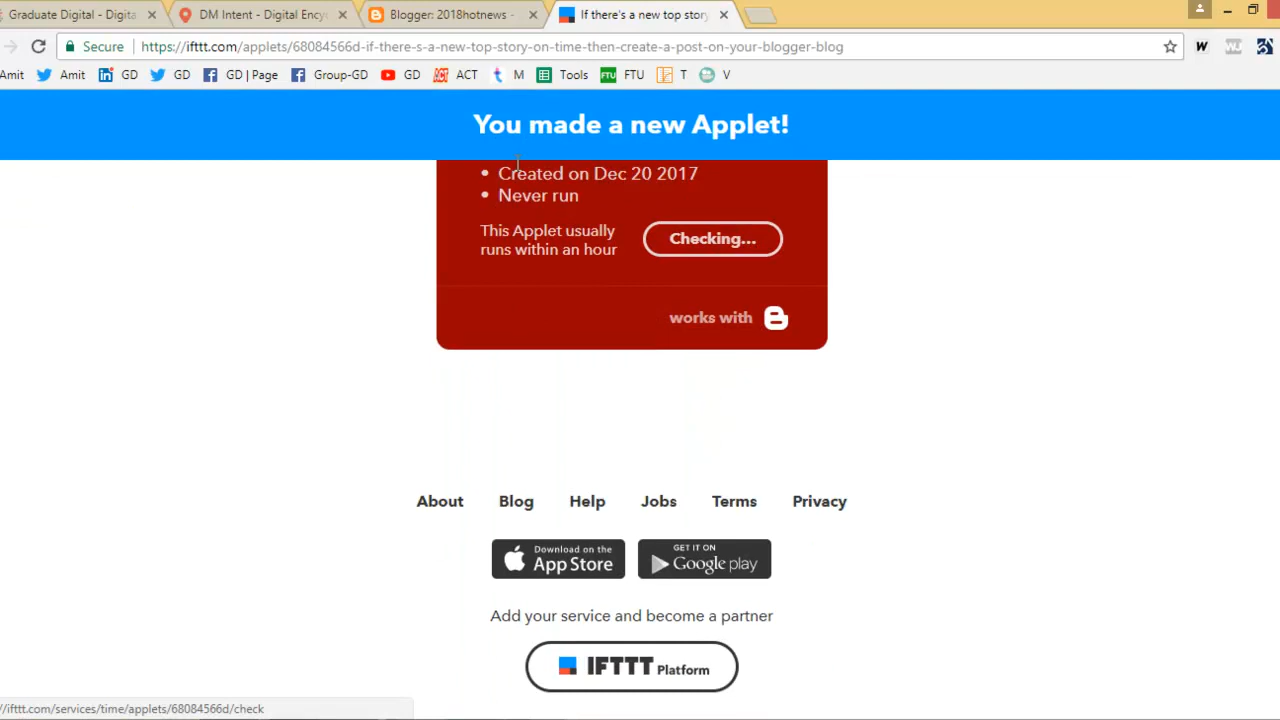 Graduate Digital - Digita
DM Intent - Digital Ency
Blogger: 2018hotnews -
If there's a new top story
Secure
https://ifttt.com/applets/68084566d-if-there-s-a-new-top-story-on-time-then-create-a-post-on-your-blogger-blog
Amit Amit GD GD GD | Page Group-GD GD ACT M Tools FTU FTU T V
You made a new Applet!
• Created on Dec 20 2017
• Never run
This Applet usually
runs within an hour
Checking...
works with
About Blog Help Jobs Terms Privacy
Download on the
App Store
GET IT ON
Google play
Add your service and become a partner
IFTTT Platform
//ifttt.com/services/time/applets/68084566d/check